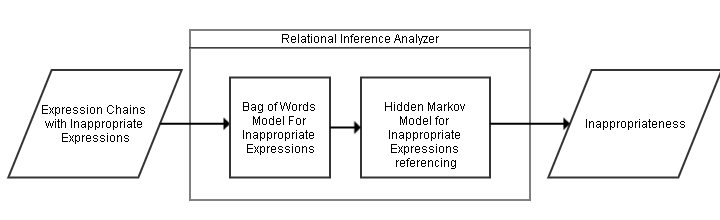 Relational Inference Analyzer
Expression Chains
with Inappropriate
Expressions
Bag of Words
Model For
Inappropriate
Expressions
Hidden Markov
Model for
Inappropriate
Expressions
referencing
Inappropriateness